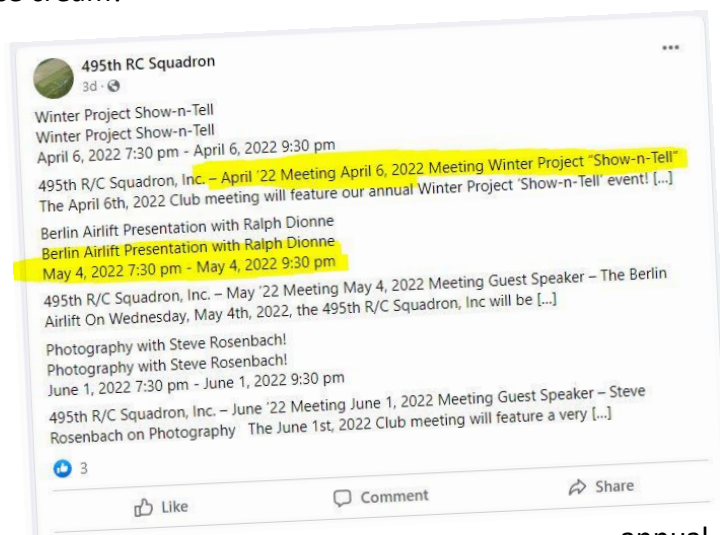 495th RC Squadron
3d ·
Winter Project Show-n-Tell
Winter Project Show-n-Tell
April 6, 2022 7:30 pm - April 6, 2022 9:30 pm
495th R/C Squadron, Inc. – April '22 Meeting April 6, 2022 Meeting Winter Project "Show-n-Tell"
The April 6th, 2022 Club meeting will feature our annual Winter Project 'Show-n-Tell' event! [...]
Berlin Airlift Presentation with Ralph Dionne
Berlin Airlift Presentation with Ralph Dionne
May 4, 2022 7:30 pm - May 4, 2022 9:30 pm
495th R/C Squadron, Inc. – May '22 Meeting May 4, 2022 Meeting Guest Speaker – The Berlin
Airlift On Wednesday, May 4th, 2022, the 495th R/C Squadron, Inc will be [...]
Photography with Steve Rosenbach!
Photography with Steve Rosenbach!
June 1, 2022 7:30 pm - June 1, 2022 9:30 pm
495th R/C Squadron, Inc. – June '22 Meeting June 1, 2022 Meeting Guest Speaker – Steve
Rosenbach on Photography The June 1st, 2022 Club meeting will feature a very [...]
3
Like Comment Share